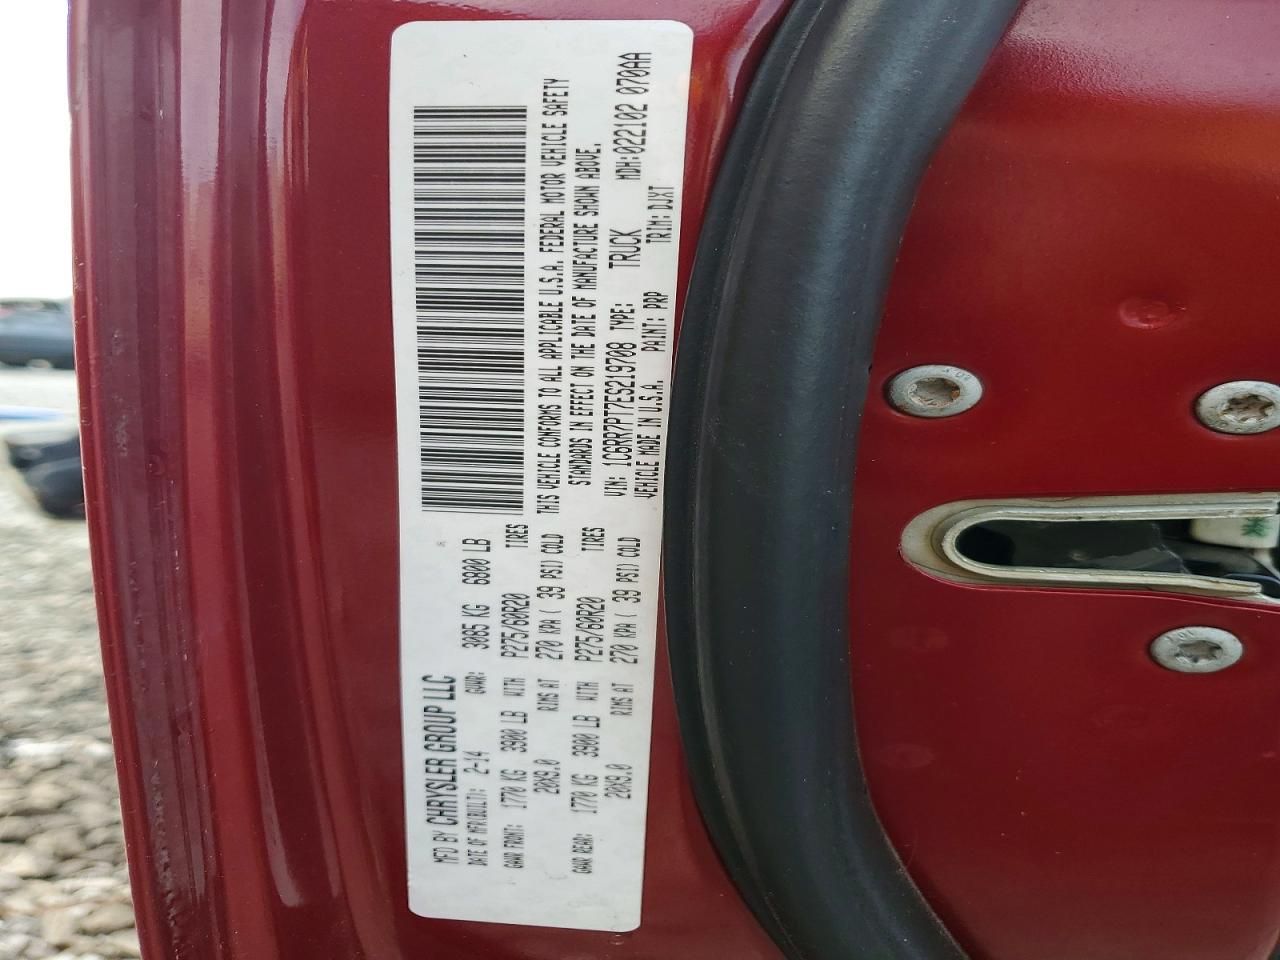 MFD BY CHRYSLER GROUP LLC
DATE OF MFR(BUILT): 2-14 GVWR: 3085 KG 6800 LB
GAWR FRONT: 1770 KG 3900 LB WITH P275/60R20 TIRES
20X9.0 RIMS AT 270 KPA ( 39 PSI) COLD
GAWR REAR: 1770 KG 3900 LB WITH P275/60R20 TIRES
20X9.0 RIMS AT 270 KPA ( 39 PSI) COLD
THIS VEHICLE CONFORMS TO ALL APPLICABLE U.S.A. FEDERAL MOTOR VEHICLE SAFETY
STANDARDS IN EFFECT ON THE DATE OF MANUFACTURE SHOWN ABOVE.
VIN: 1C6RR7PT7ES219708 TYPE: TRUCK MDH:022102 070AA
VEHICLE MADE IN U.S.A. PAINT: PRP TRIM: DJXT